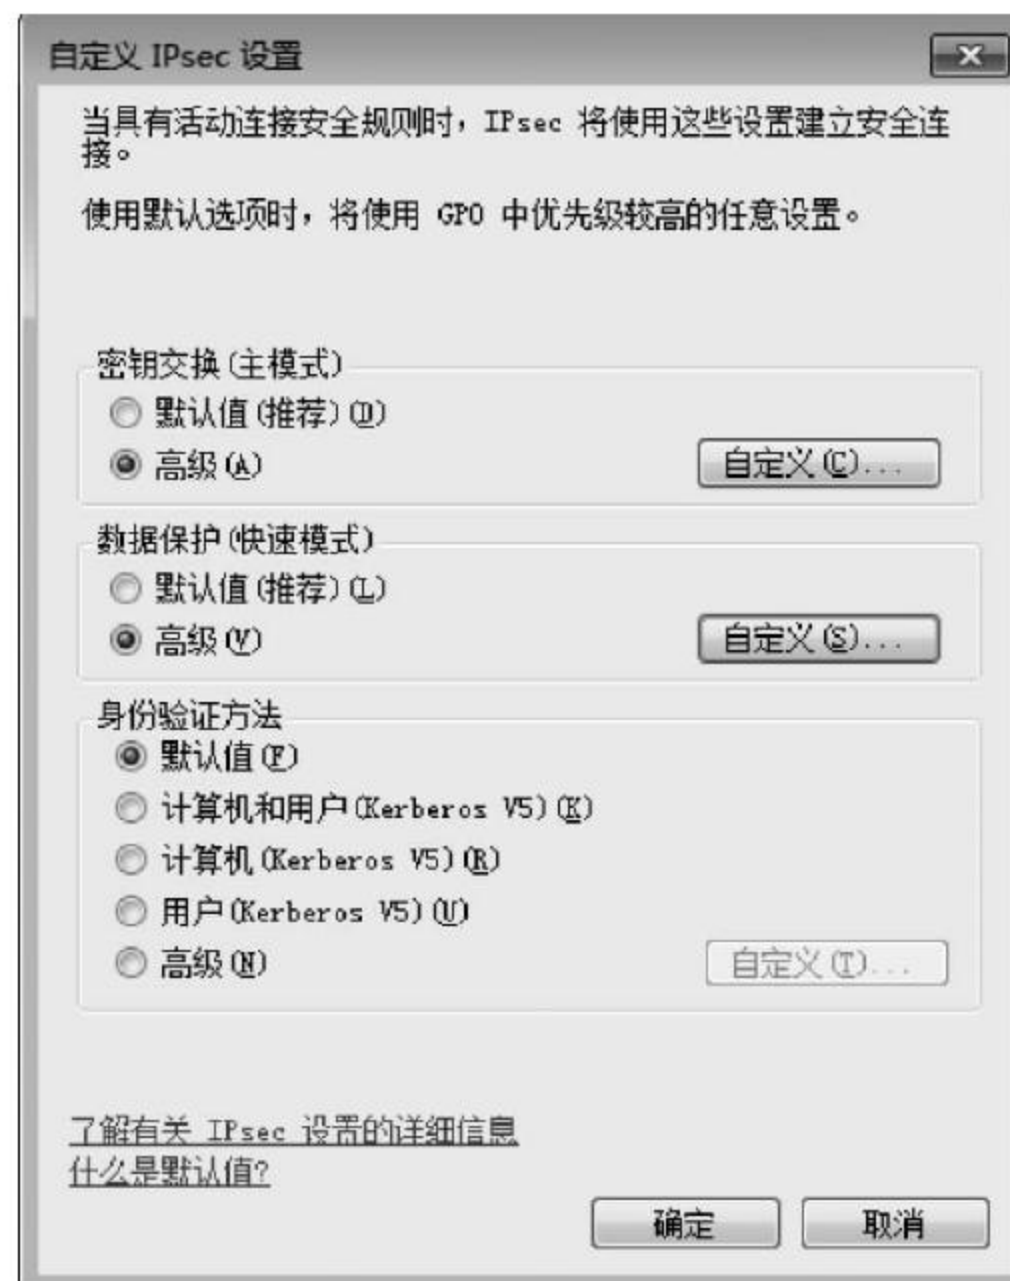 自定义 IPsec 设置
当具有活动连接安全规则时，IPsec 将使用这些设置建立安全连
接。
使用默认选项时，将使用 GPO 中优先级较高的任意设置。
密钥交换(主模式)
默认值(推荐)(D)
高级(A)
自定义(C)...
数据保护(快速模式)
默认值(推荐)(L)
高级(V)
自定义(S)...
身份验证方法
默认值(F)
计算机和用户(Kerberos V5)(K)
计算机(Kerberos V5)(R)
用户(Kerberos V5)(U)
高级(N)
自定义(T)...
了解有关 IPsec 设置的详细信息
什么是默认值?
确定
取消